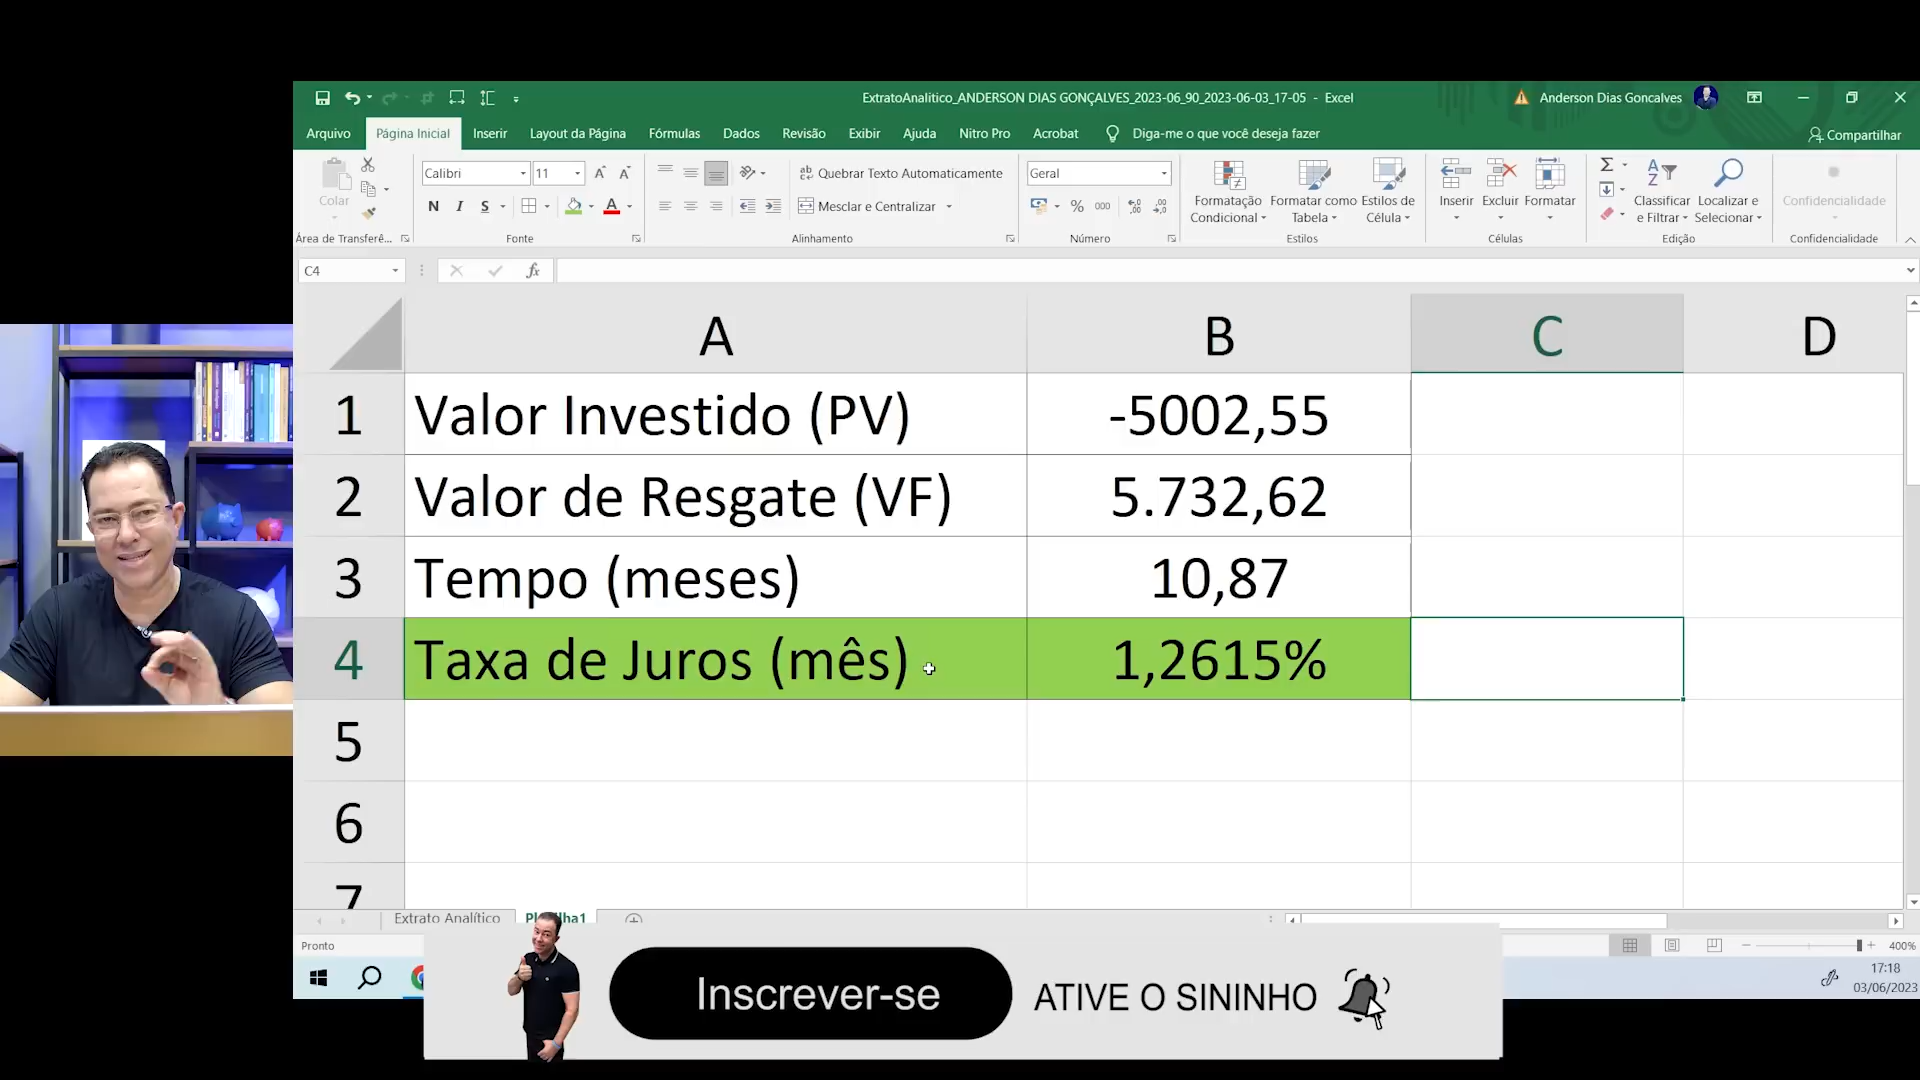 ExtratoAnalitico_ANDERSON DIAS GONÇALVES_2023-06_90_2023-06-03_17-05 - Excel
Anderson Dias Goncalves
Arquivo
Página Inicial
Inserir
Layout da Página
Fórmulas
Dados
Revisão
Exibir
Ajuda
Nitro Pro
Acrobat
Diga-me o que você deseja fazer
Compartilhar
Colar
Calibri
11
Quebrar Texto Automaticamente
Geral
N I S
Mesclar e Centralizar
% 000
Formatação Condicional
Formatar como Tabela
Estilos de Célula
Inserir
Excluir
Formatar
Classificar e Filtrar
Localizar e Selecionar
Confidencialidade
Área de Transferê...
Fonte
Alinhamento
Número
Estilos
Células
Edição
Confidencialidade
C4
fx
A B C D
1 Valor Investido (PV) -5002,55
2 Valor de Resgate (VF) 5.732,62
3 Tempo (meses) 10,87
4 Taxa de Juros (mês) 1,2615%
5
6
7
Extrato Analítico
Pronto
400%
17:18
03/06/2023
Inscrever-se
ATIVE O SININHO